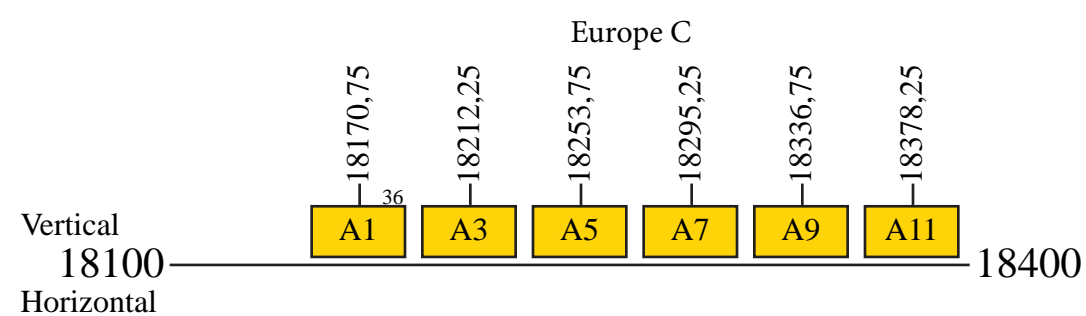 Europe C
18170,75 18212,25 18253,75 18295,25 18336,75 18378,25
36
Vertical A1 A3 A5 A7 A9 A11
18100 18400
Horizontal